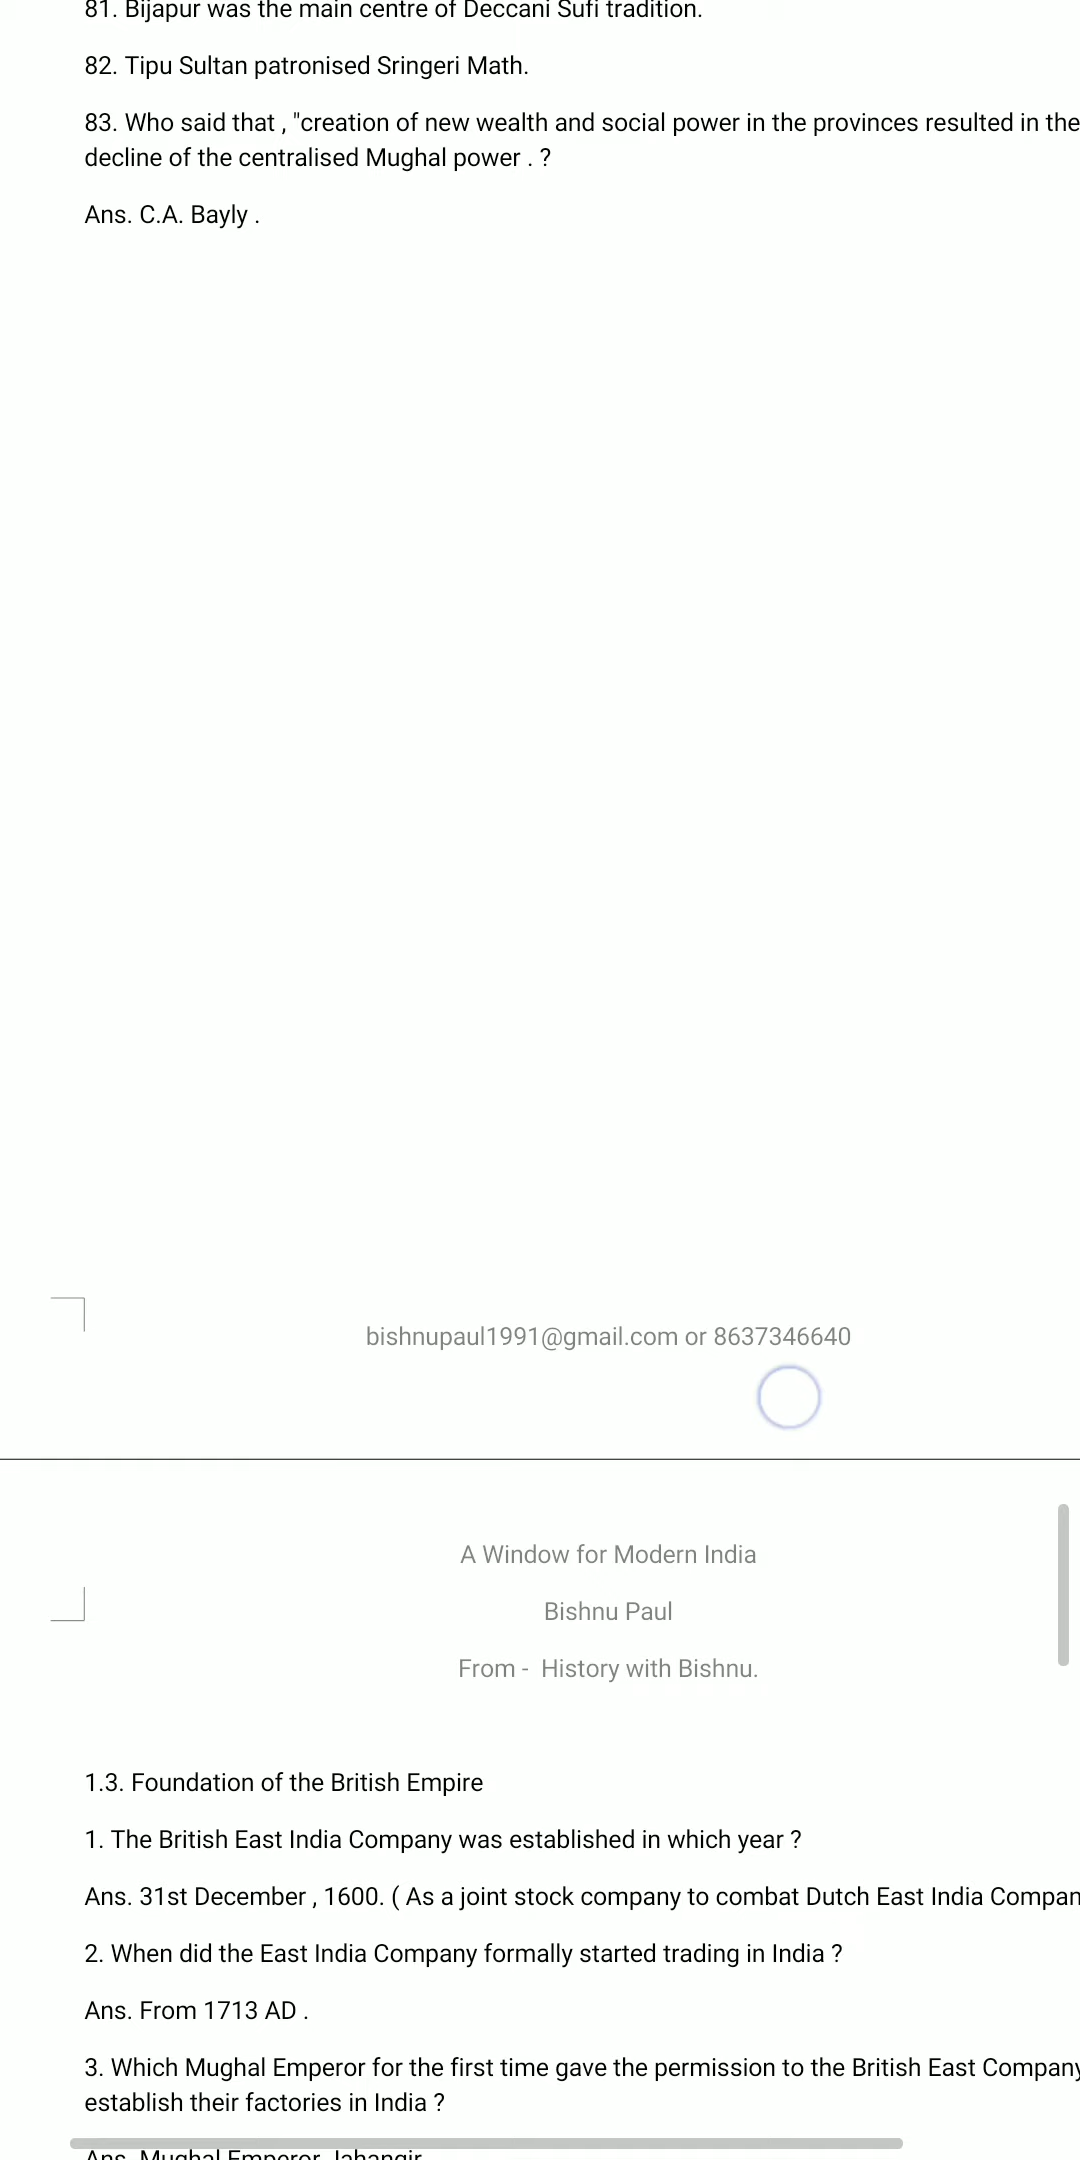 81. Bijapur was the main centre of Deccani Sufi tradition.
82. Tipu Sultan patronised Sringeri Math.
83. Who said that , "creation of new wealth and social power in the provinces resulted in the
decline of the centralised Mughal power . ?
Ans. C.A. Bayly .
bishnupaul1991@gmail.com or 8637346640
A Window for Modern India
Bishnu Paul
From - History with Bishnu.
1.3. Foundation of the British Empire
1. The British East India Company was established in which year ?
Ans. 31st December , 1600. ( As a joint stock company to combat Dutch East India Compan
2. When did the East India Company formally started trading in India ?
Ans. From 1713 AD .
3. Which Mughal Emperor for the first time gave the permission to the British East Company
establish their factories in India ?
Ans. Mughal Emperor Jahangir